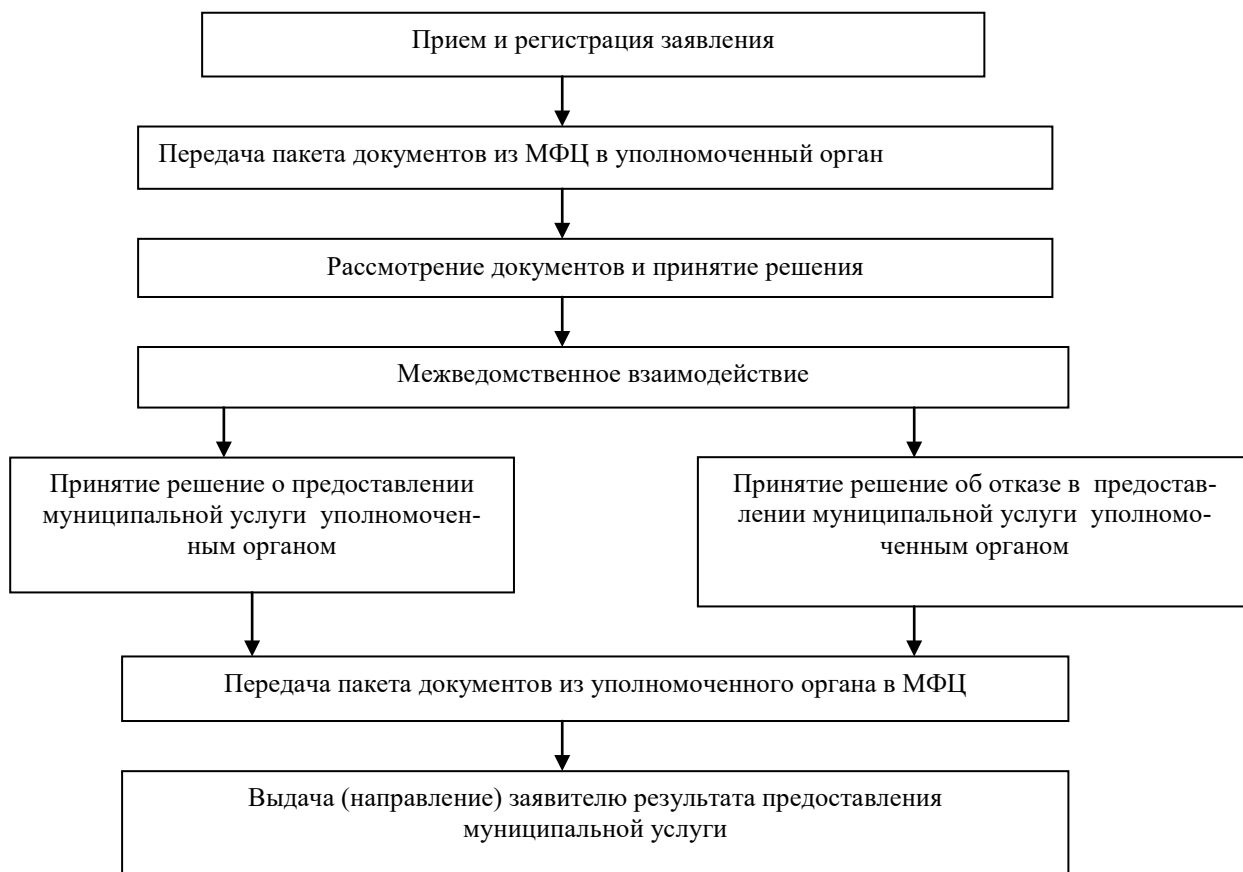 Прием и регистрация заявления
Передача пакета документов из МФЦ в уполномоченный орган
Рассмотрение документов и принятие решения
Межведомственное взаимодействие
Принятие решение о предоставлении
муниципальной услуги  уполномочен-
ным органом
Принятие решение об отказе в  предостав-
лении муниципальной услуги  уполномо-
ченным органом
Передача пакета документов из уполномоченного органа в МФЦ
Выдача (направление) заявителю результата предоставления
муниципальной услуги